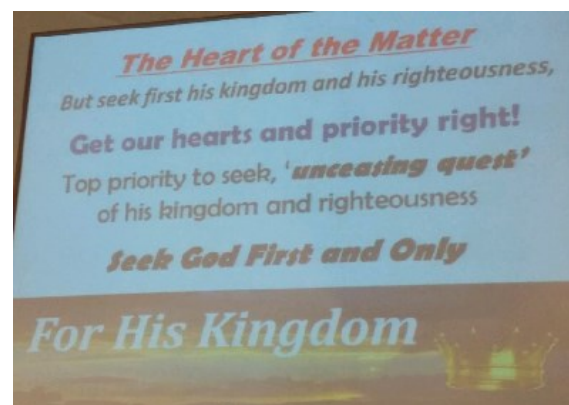 The Heart of the Matter
But seek first his kingdom and his righteousness,
Get our hearts and priority right!
Top priority to seek, ‘unceasing quest’
of his kingdom and righteousness
Seek God First and Only
For His Kingdom